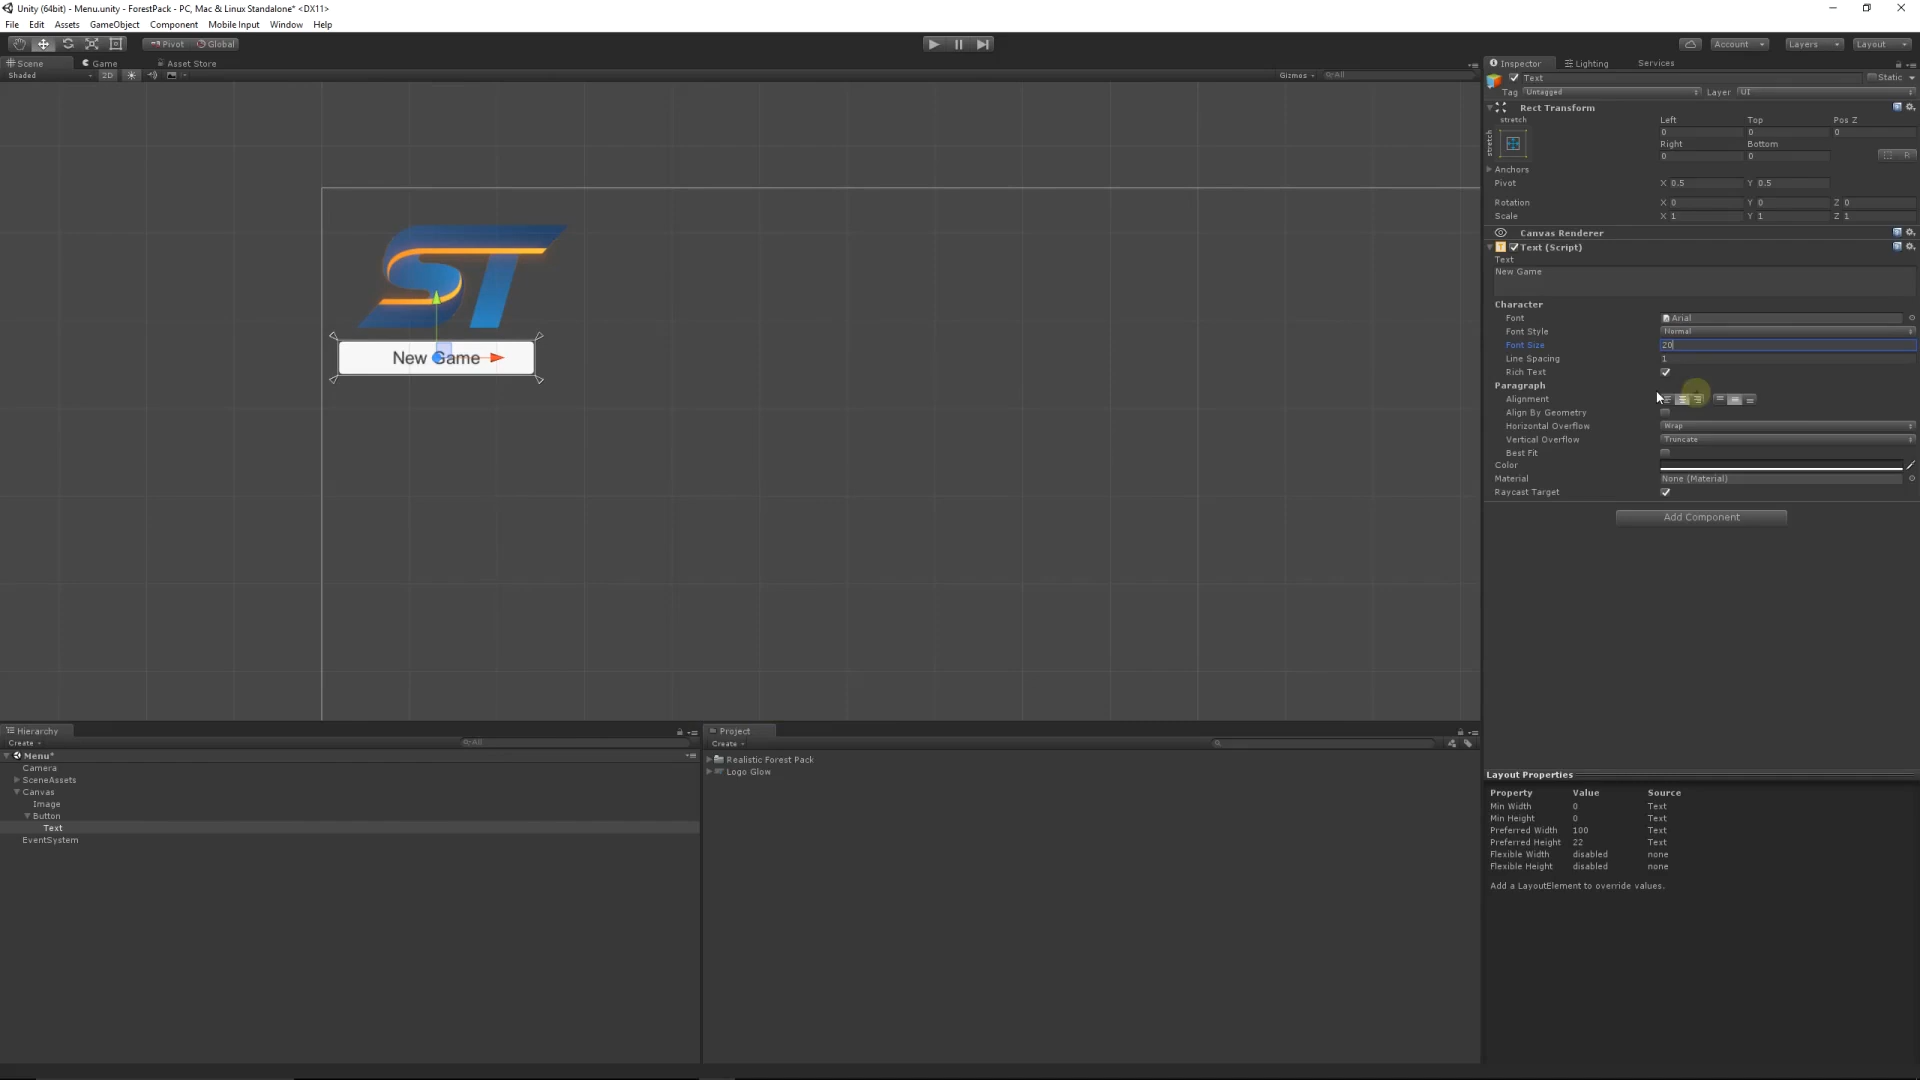 Unity (64bit) - Menu.unity - ForestPack - PC, Mac & Linux Standalone* <DX11>
File Edit Assets GameObject Component Mobile Input Window Help
Pivot Global Account Layers Layout
Scene Game Asset Store
Shaded 2D Gizmos All
ST
New Game
Inspector Lighting Services
Text Static
Tag Untagged Layer UI
Rect Transform
stretch Left Top Pos Z
stretch 0 0 0
Right Bottom
0 0 R
Anchors
Pivot X 0.5 Y 0.5
Rotation X 0 Y 0 Z 0
Scale X 1 Y 1 Z 1
Canvas Renderer
Text (Script)
Text
New Game
Character
Font Arial
Font Style Normal
Font Size 20
Line Spacing 1
Rich Text
Paragraph
Alignment
Align By Geometry
Horizontal Overflow Wrap
Vertical Overflow Truncate
Best Fit
Color
Material None (Material)
Raycast Target
Add Component
Hierarchy
Create All
Menu*
Camera
SceneAssets
Canvas
Image
Button
Text
EventSystem
Project
Create
Realistic Forest Pack
Logo Glow
Layout Properties
Property Value Source
Min Width 0 Text
Min Height 0 Text
Preferred Width 100 Text
Preferred Height 22 Text
Flexible Width disabled none
Flexible Height disabled none
Add a LayoutElement to override values.